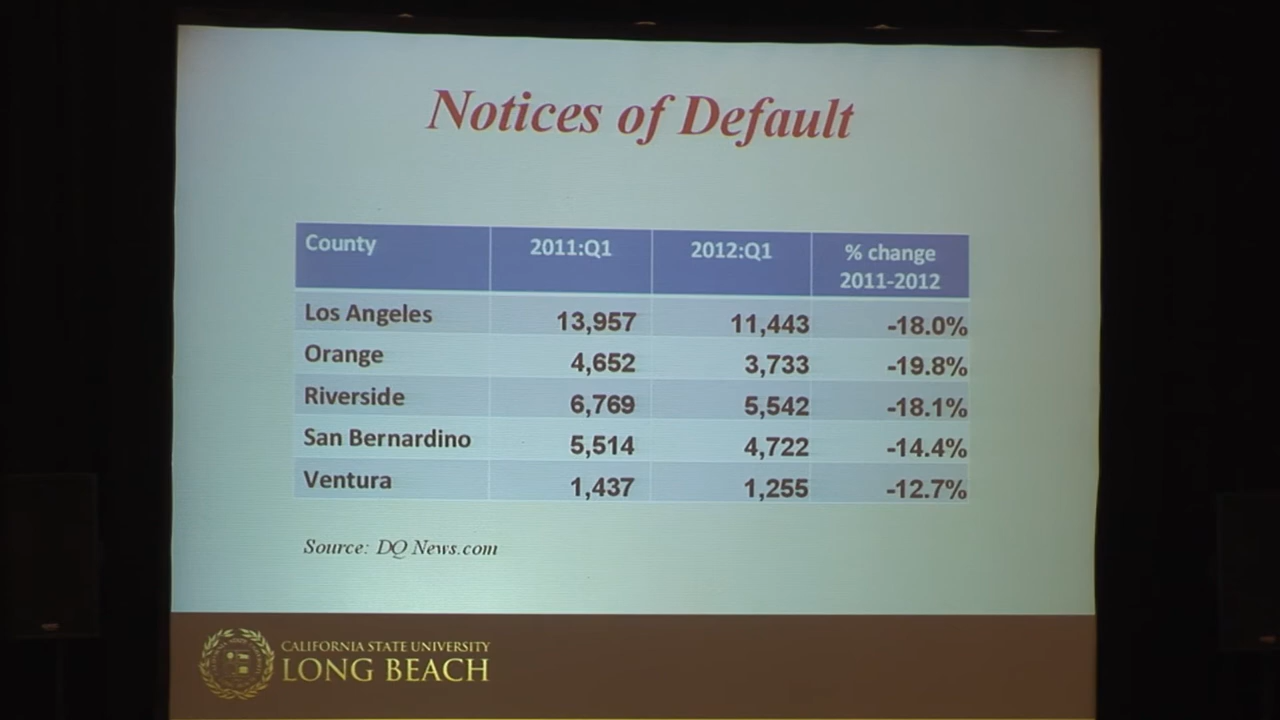 Notices of Default
County 2011:Q1 2012:Q1 % change 2011-2012
Los Angeles 13,957 11,443 -18.0%
Orange 4,652 3,733 -19.8%
Riverside 6,769 5,542 -18.1%
San Bernardino 5,514 4,722 -14.4%
Ventura 1,437 1,255 -12.7%
Source: DQ News.com
CALIFORNIA STATE UNIVERSITY
LONG BEACH